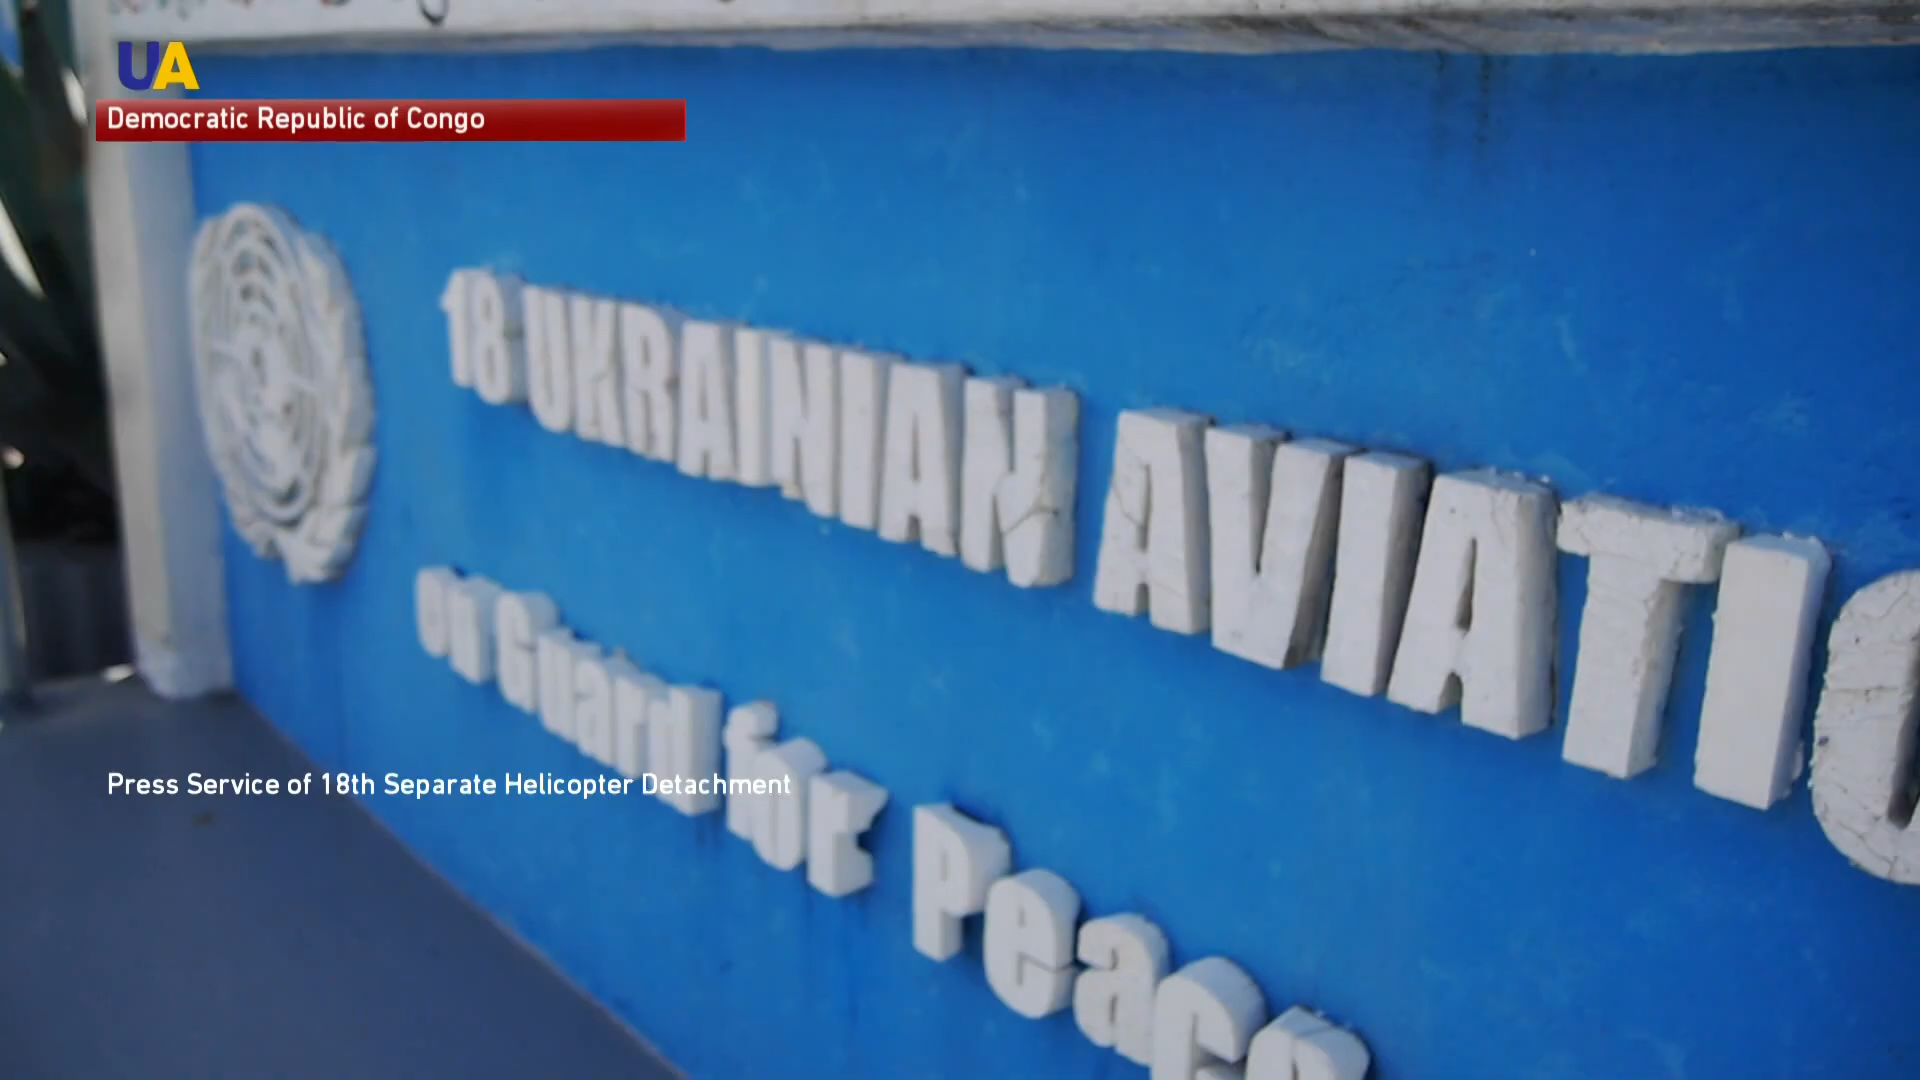 UA
Democratic Republic of Congo
18 UKRAINIAN AVIATIO
on Guard for Peace
Press Service of 18th Separate Helicopter Detachment